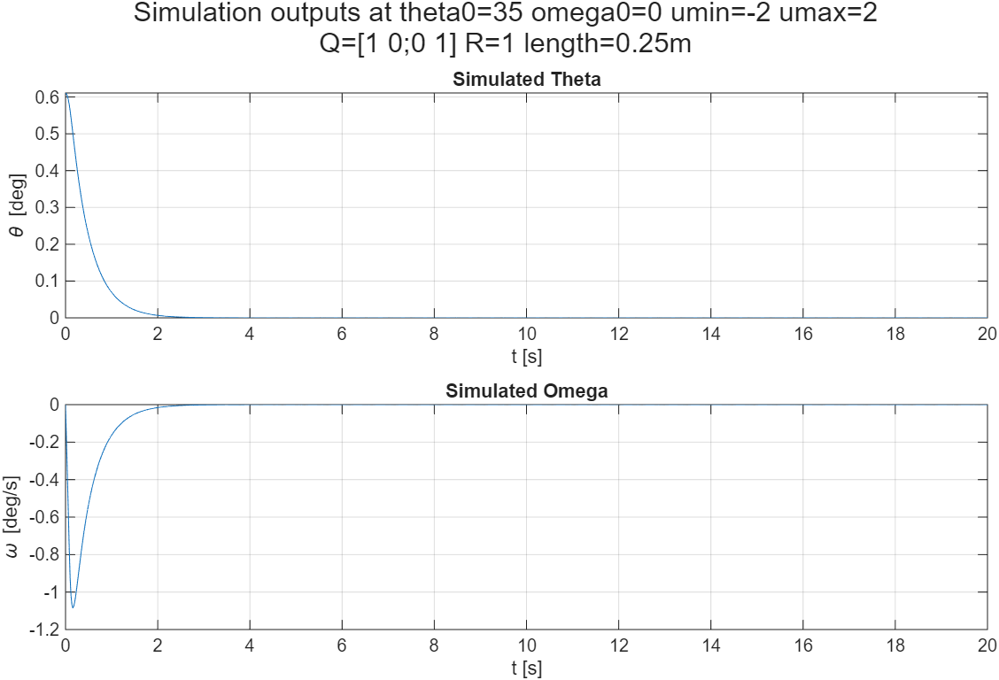 Simulation outputs at theta0=35 omega0=0 umin=-2 umax=2
Q=[1 0;0 1] R=1 length=0.25m
Simulated Theta
0.6
0.5
0.4
0.3
0.2
0.1
0
θ [deg]
0 2 4 6 8 10 12 14 16 18 20
t [s]
Simulated Omega
0
-0.2
-0.4
-0.6
-0.8
-1
-1.2
ω [deg/s]
0 2 4 6 8 10 12 14 16 18 20
t [s]